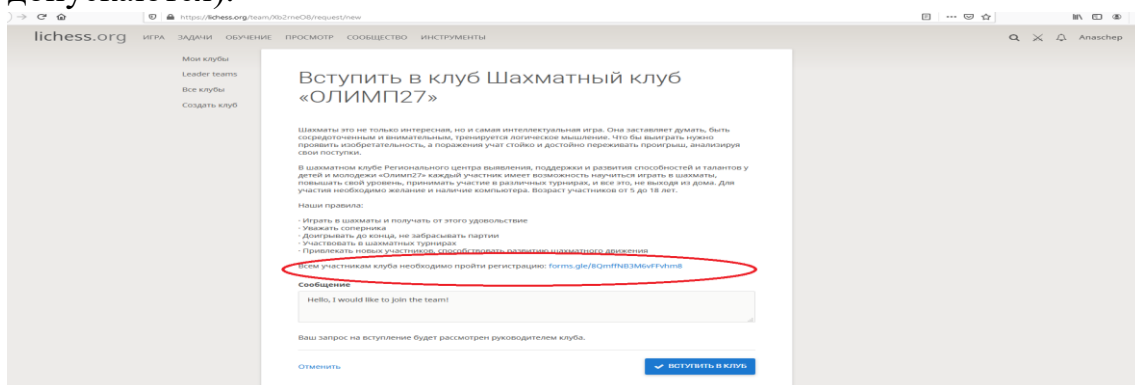 допускаются).
https://lichess.org/team/Xb2rneO8/request/new
lichess.org ИГРА ЗАДАЧИ ОБУЧЕНИЕ ПРОСМОТР СООБЩЕСТВО ИНСТРУМЕНТЫ Anaschep
Мои клубы
Leader teams
Все клубы
Создать клуб
Вступить в клуб Шахматный клуб
«ОЛИМП27»
Шахматы это не только интересная, но и самая интеллектуальная игра. Она заставляет думать, быть
сосредоточенным и внимательным, тренируется логическое мышление. Что бы выиграть нужно
проявить изобретательность, а поражения учат стойко и достойно переживать проигрыш, анализируя
свои поступки.
В шахматном клубе Регионального центра выявления, поддержки и развития способностей и талантов у
детей и молодежи «Олимп27» каждый участник имеет возможность научиться играть в шахматы,
повышать свой уровень, принимать участие в различных турнирах, и все это, не выходя из дома. Для
участия необходимо желание и наличие компьютера. Возраст участников от 5 до 18 лет.
Наши правила:
- Играть в шахматы и получать от этого удовольствие
- Уважать соперника
- Доигрывать до конца, не забрасывать партии
- Участвовать в шахматных турнирах
- Привлекать новых участников, способствовать развитию шахматного движения
Всем участникам клуба необходимо пройти регистрацию: forms.gle/8QmffNB3M6vFFVhm8
Сообщение
Hello, I would like to join the team!
Ваш запрос на вступление будет рассмотрен руководителем клуба.
Отменить
ВСТУПИТЬ В КЛУБ